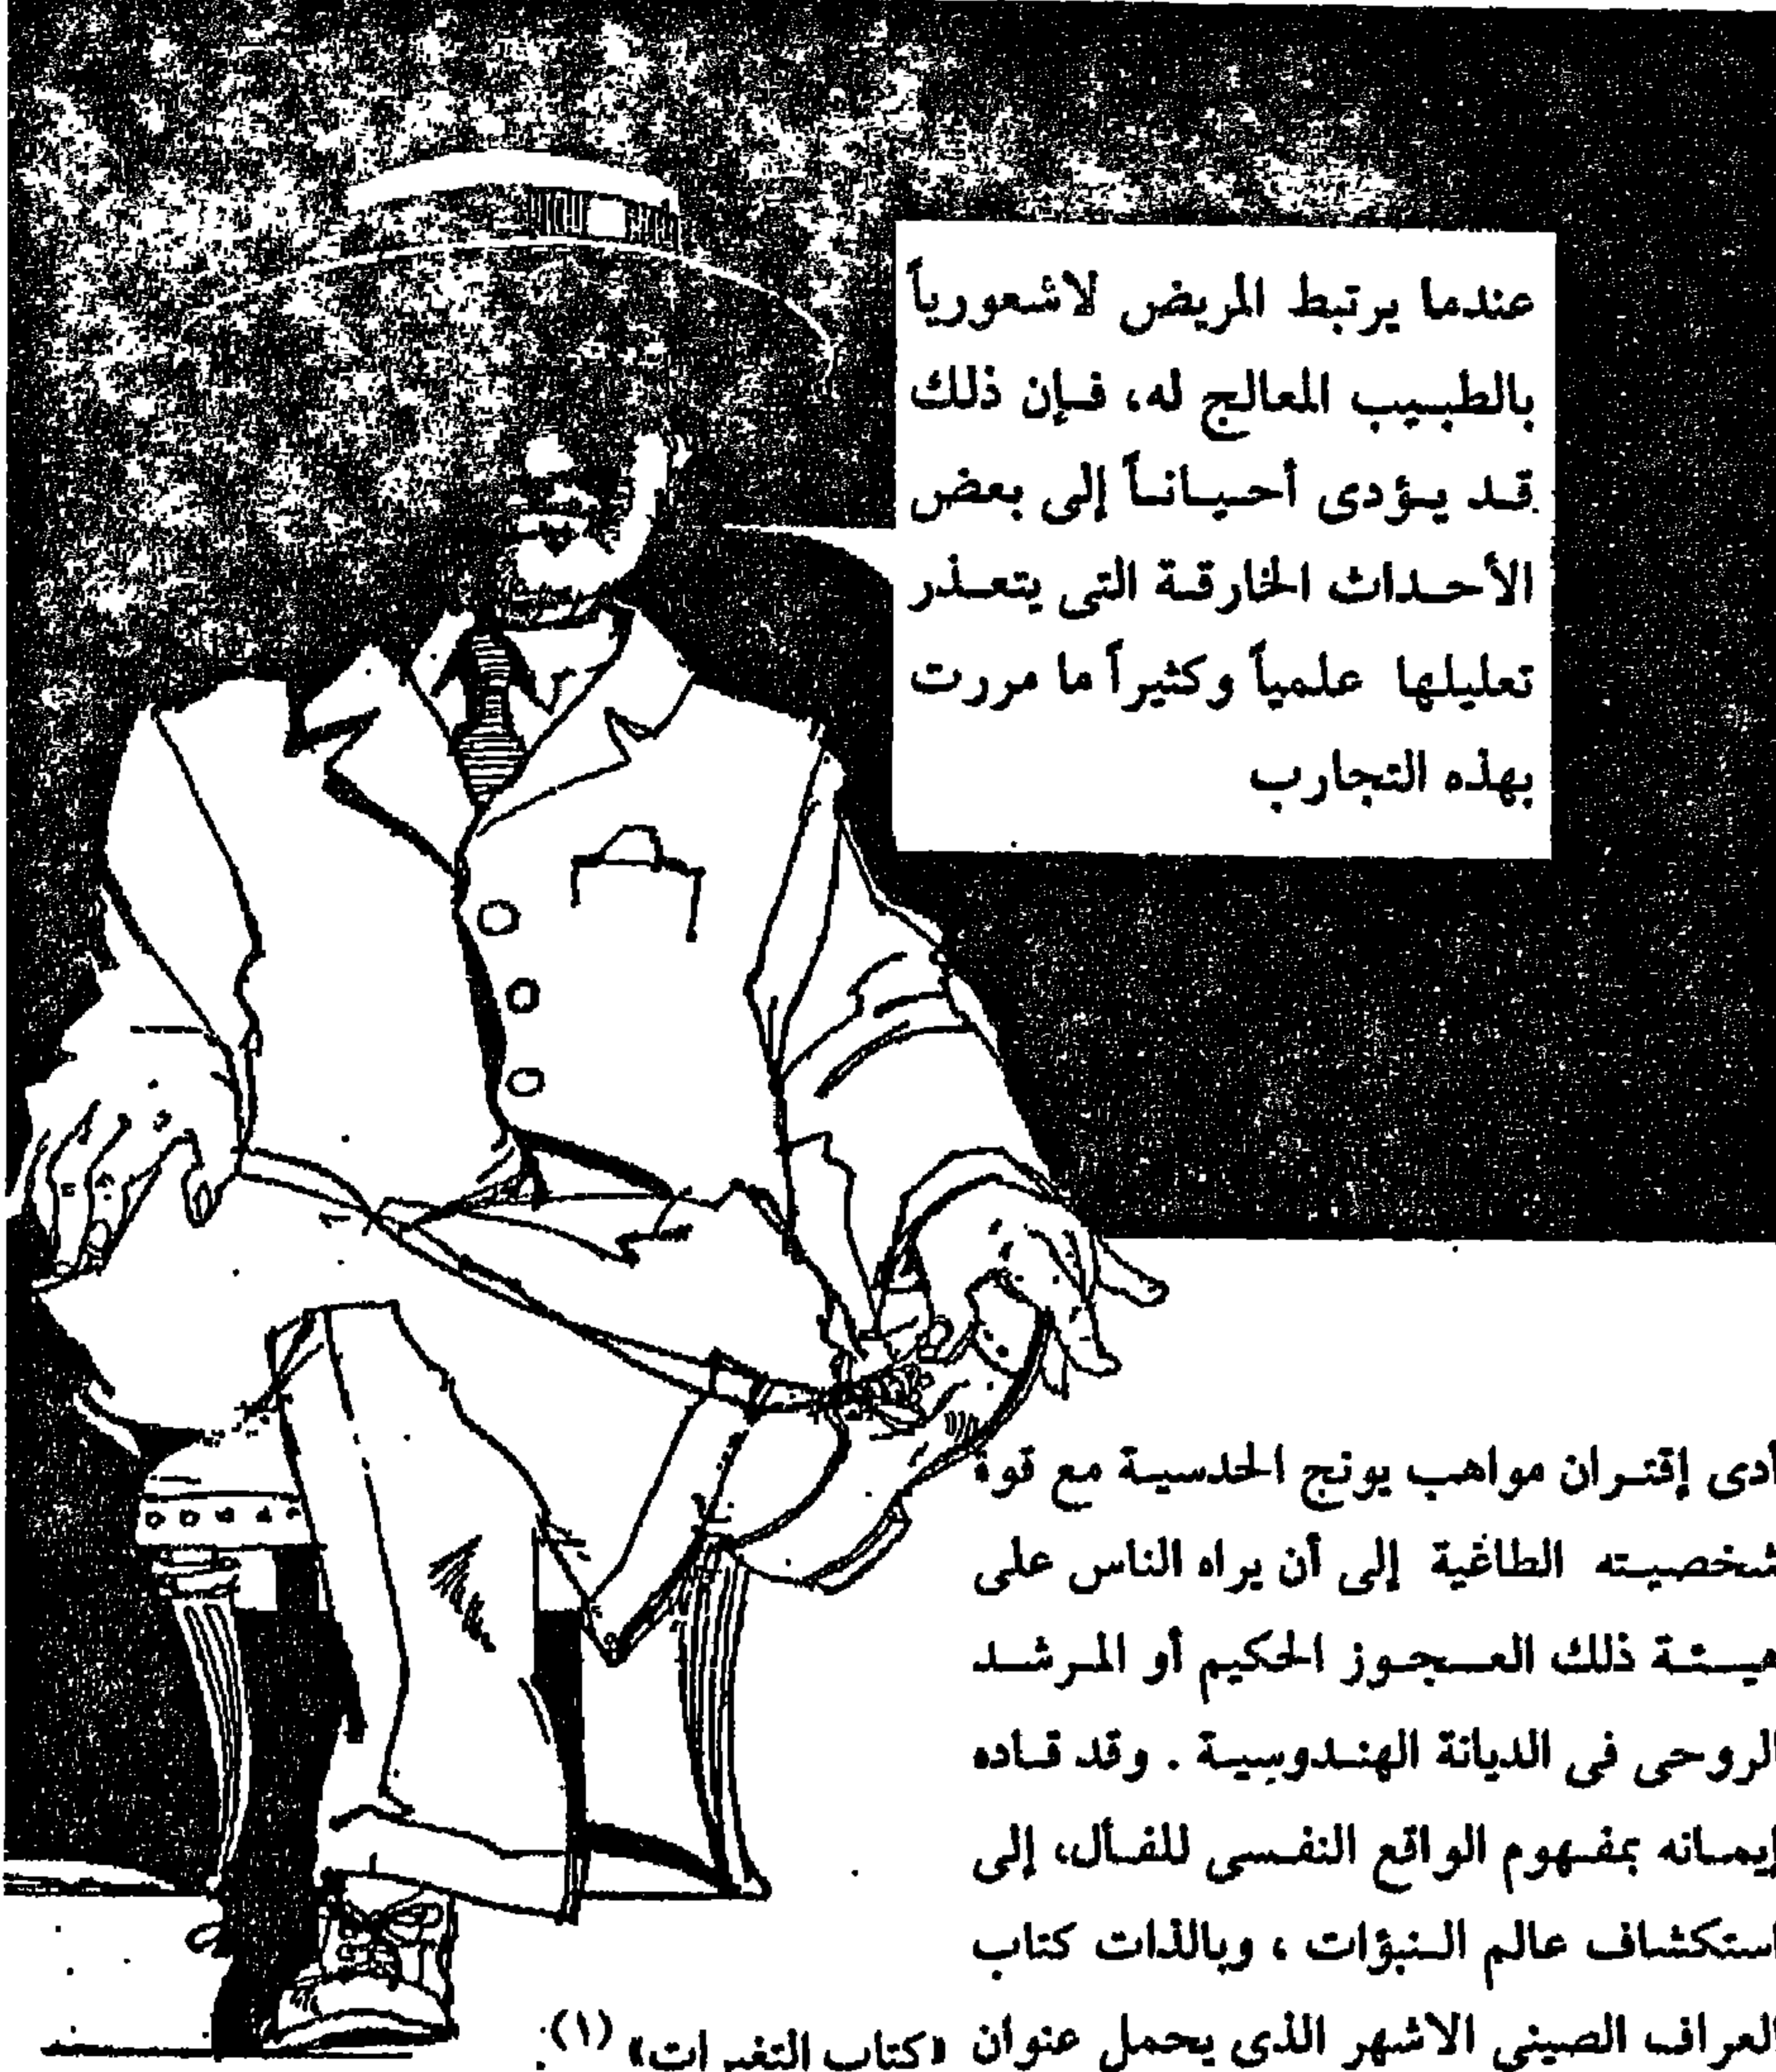 عندما يرتبط المريض لاشعورياً
بالطبيب المعالج له، فإن ذلك
قد يؤدى أحياناً إلى بعض
الأحداث الخارقة التى يتعذر
تعليلها علمياً وكثيراً ما مررت
بهذه التجارب
أدى إقتران مواهب يونج الحدسية مع قوة
شخصيته الطاغية إلى أن يراه الناس على
هيئة ذلك العجوز الحكيم أو المرشد
الروحى فى الديانة الهندوسية . وقد قاده
إيمانه بمفهوم الواقع النفسى للفأل، إلى
استكشاف عالم النبؤات ، وبالذات كتاب
العراف الصينى الاشهر الذى يحمل عنوان «كتاب التغيرات» (١).